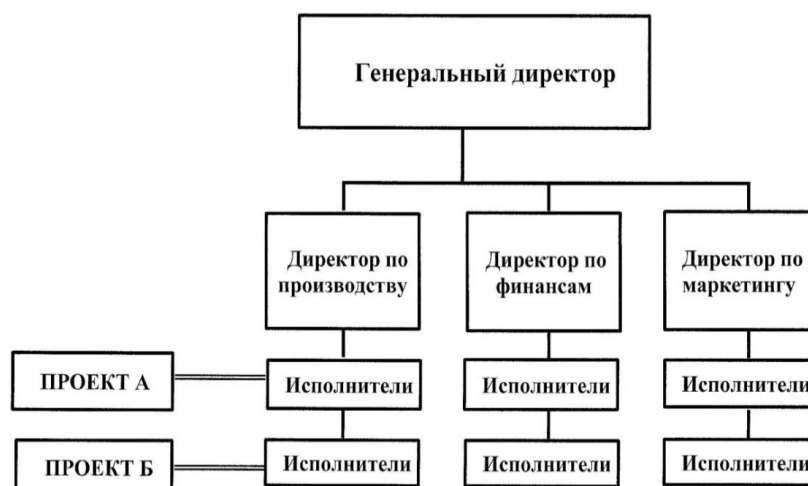 Генеральный директор
Директор по
производству
Директор по
финансам
Директор по
маркетингу
ПРОЕКТ А
Исполнители
Исполнители
Исполнители
ПРОЕКТ Б
Исполнители
Исполнители
Исполнители